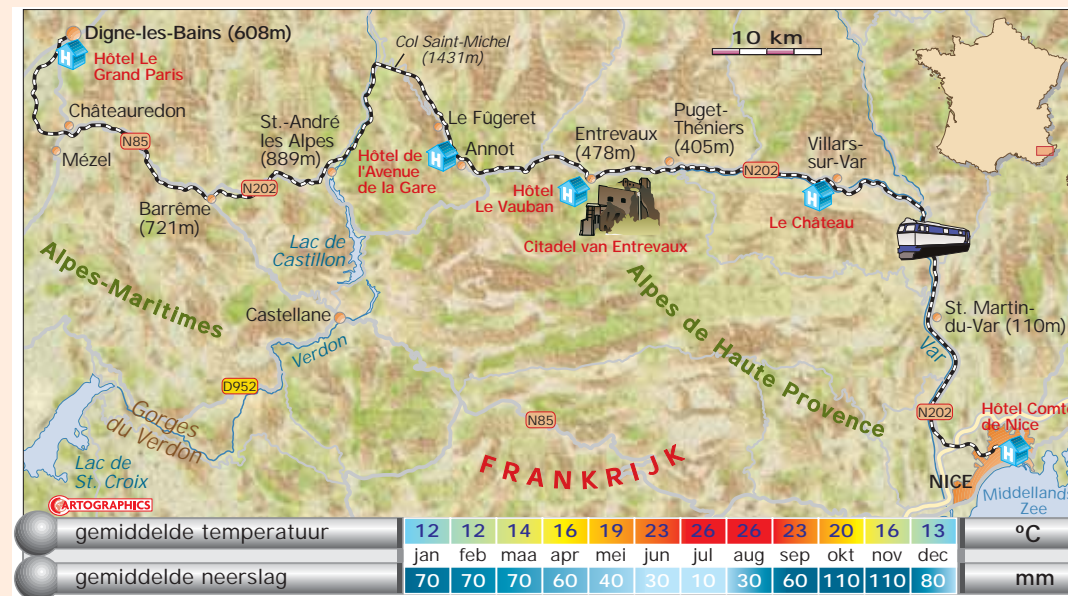 Digne-les-Bains (608m)
Hôtel Le
Grand Paris
Châteauredon
Mézel
N85
Barrême
(721m)
N202
St.-André
les Alpes
(889m)
Col Saint-Michel
(1431m)
Le Fûgeret
Annot
Hôtel de
l'Avenue
de la Gare
Entrevaux
(478m)
Hôtel
Le Vauban
Citadel van Entrevaux
Puget-
Théniers
(405m)
10 km
N202
Villars-
sur-Var
Le Château
Lac de
Castillon
Castellane
Verdon
Alpes-Maritimes
Alpes de Haute Provence
St. Martin-
du-Var (110m)
Var
D952
Gorges
du Verdon
Lac de
St. Croix
N85
FRANKRIJK
N202
Hôtel Comte
de Nice
NICE
Middellands
Zee
CARTOGRAPHICS
H
H
H
H
H
gemiddelde temperatuur 12 12 14 16 19 23 26 26 23 20 16 13 °C
jan feb maa apr mei jun jul aug sep okt nov dec
gemiddelde neerslag 70 70 70 60 40 30 10 30 60 110 110 80 mm